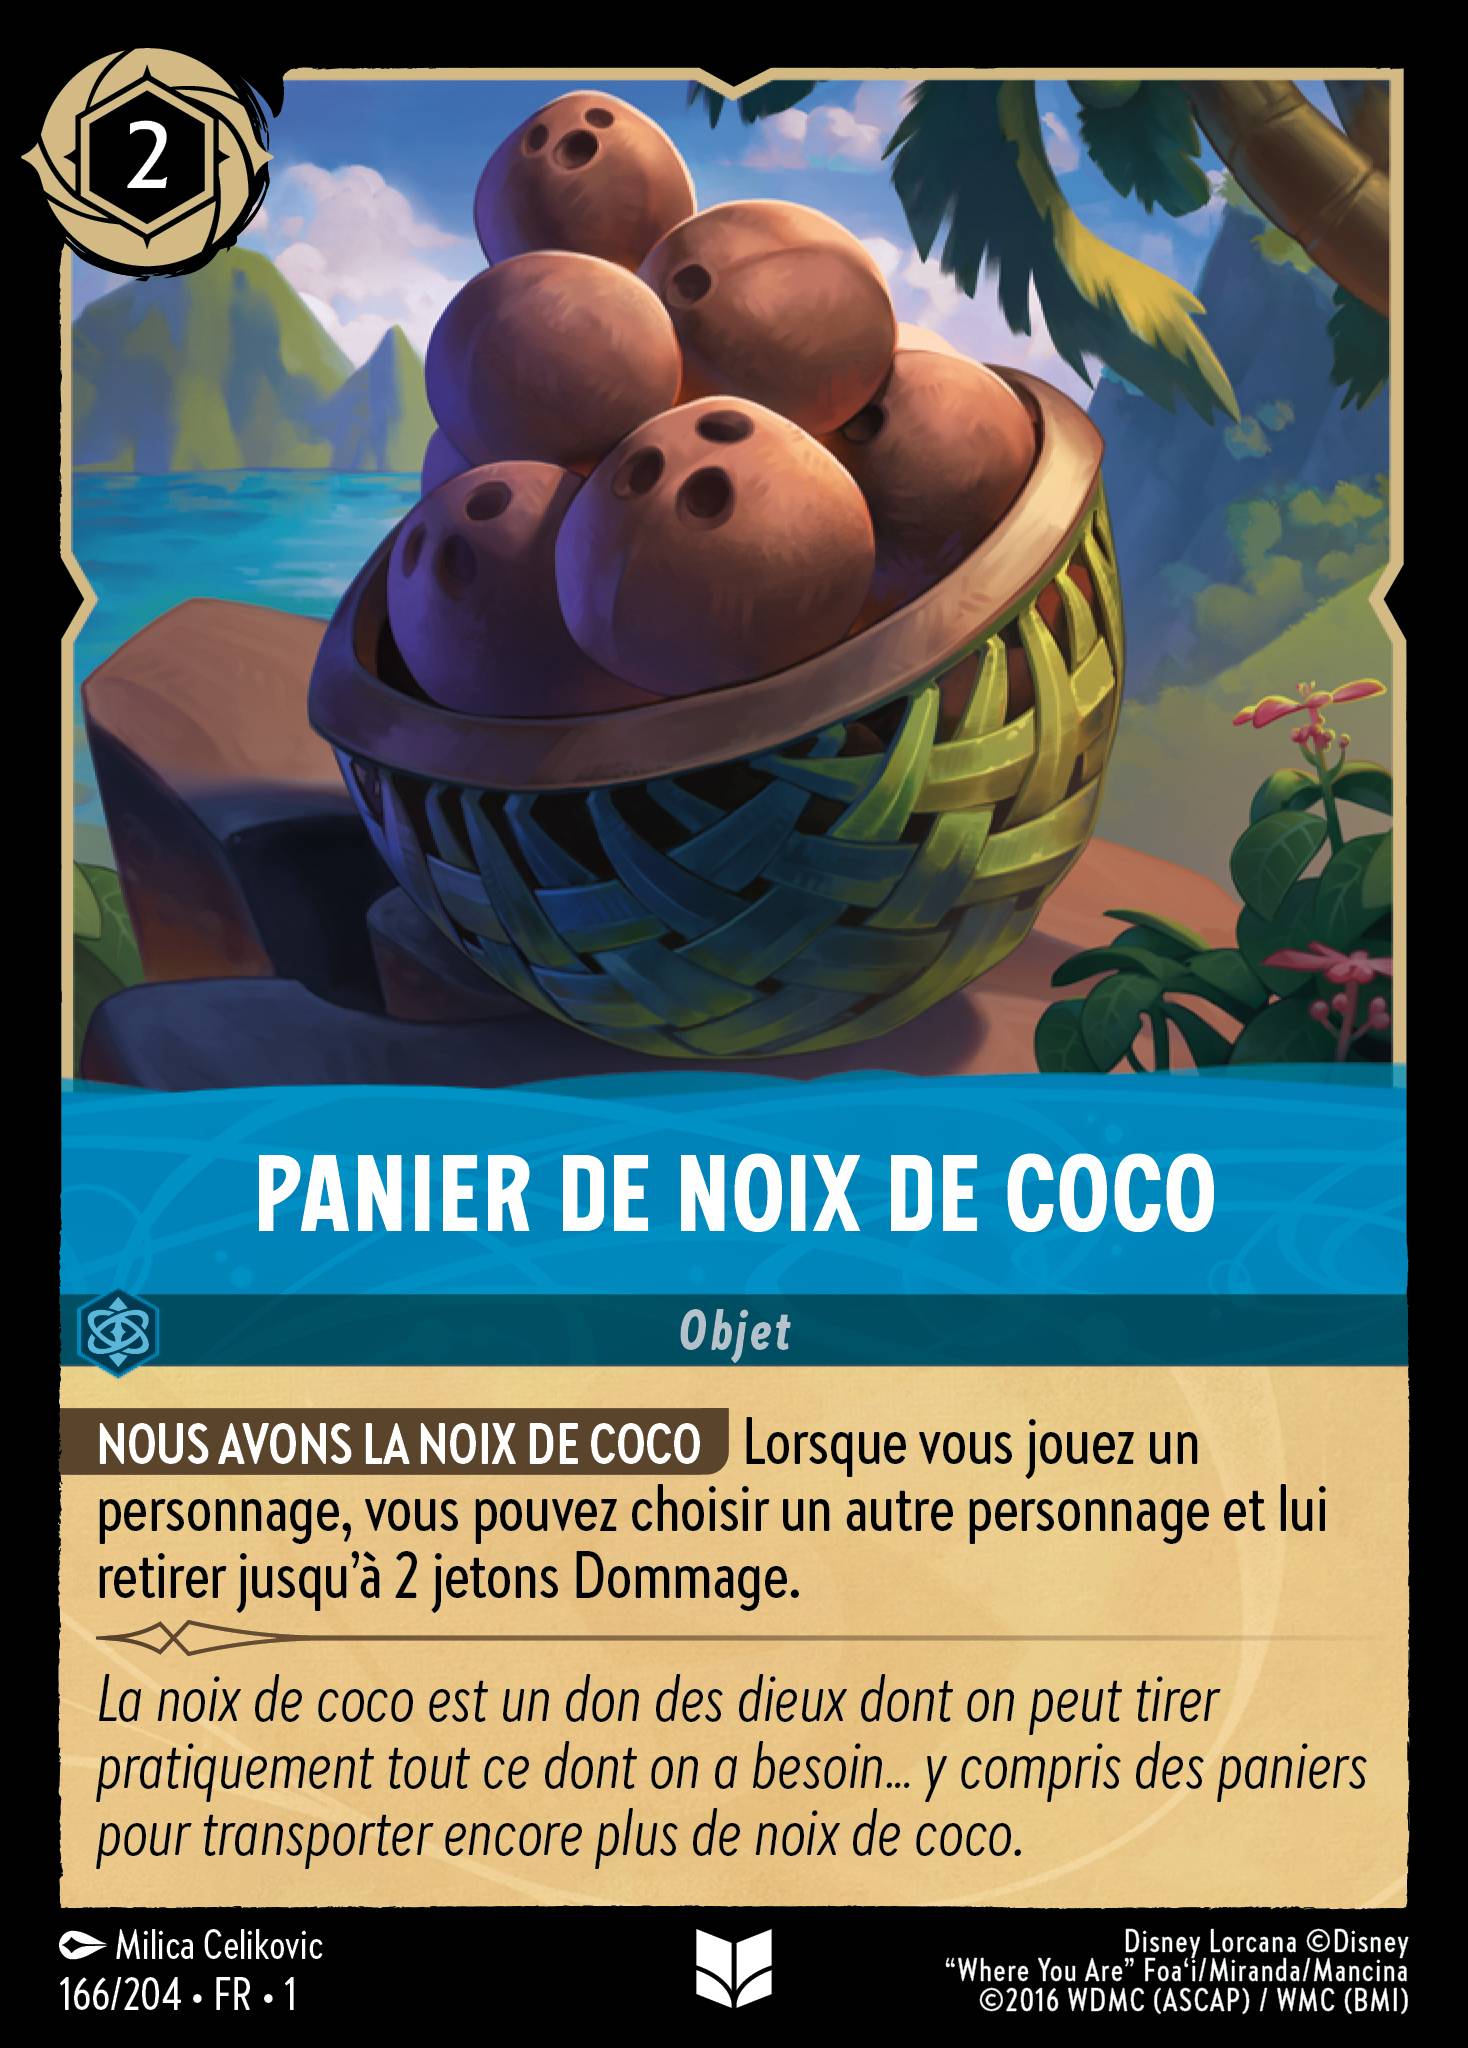 2
PANIER DE NOIX DE COCO
Objet
NOUS AVONS LA NOIX DE COCO Lorsque vous jouez un
personnage, vous pouvez choisir un autre personnage et lui
retirer jusqu’à 2 jetons Dommage.
La noix de coco est un don des dieux dont on peut tirer
pratiquement tout ce dont on a besoin... y compris des paniers
pour transporter encore plus de noix de coco.
Milica Celikovic
166/204 • FR • 1
Disney Lorcana ©Disney
“Where You Are” Foa‘i/Miranda/Mancina
©2016 WDMC (ASCAP) / WMC (BMI)